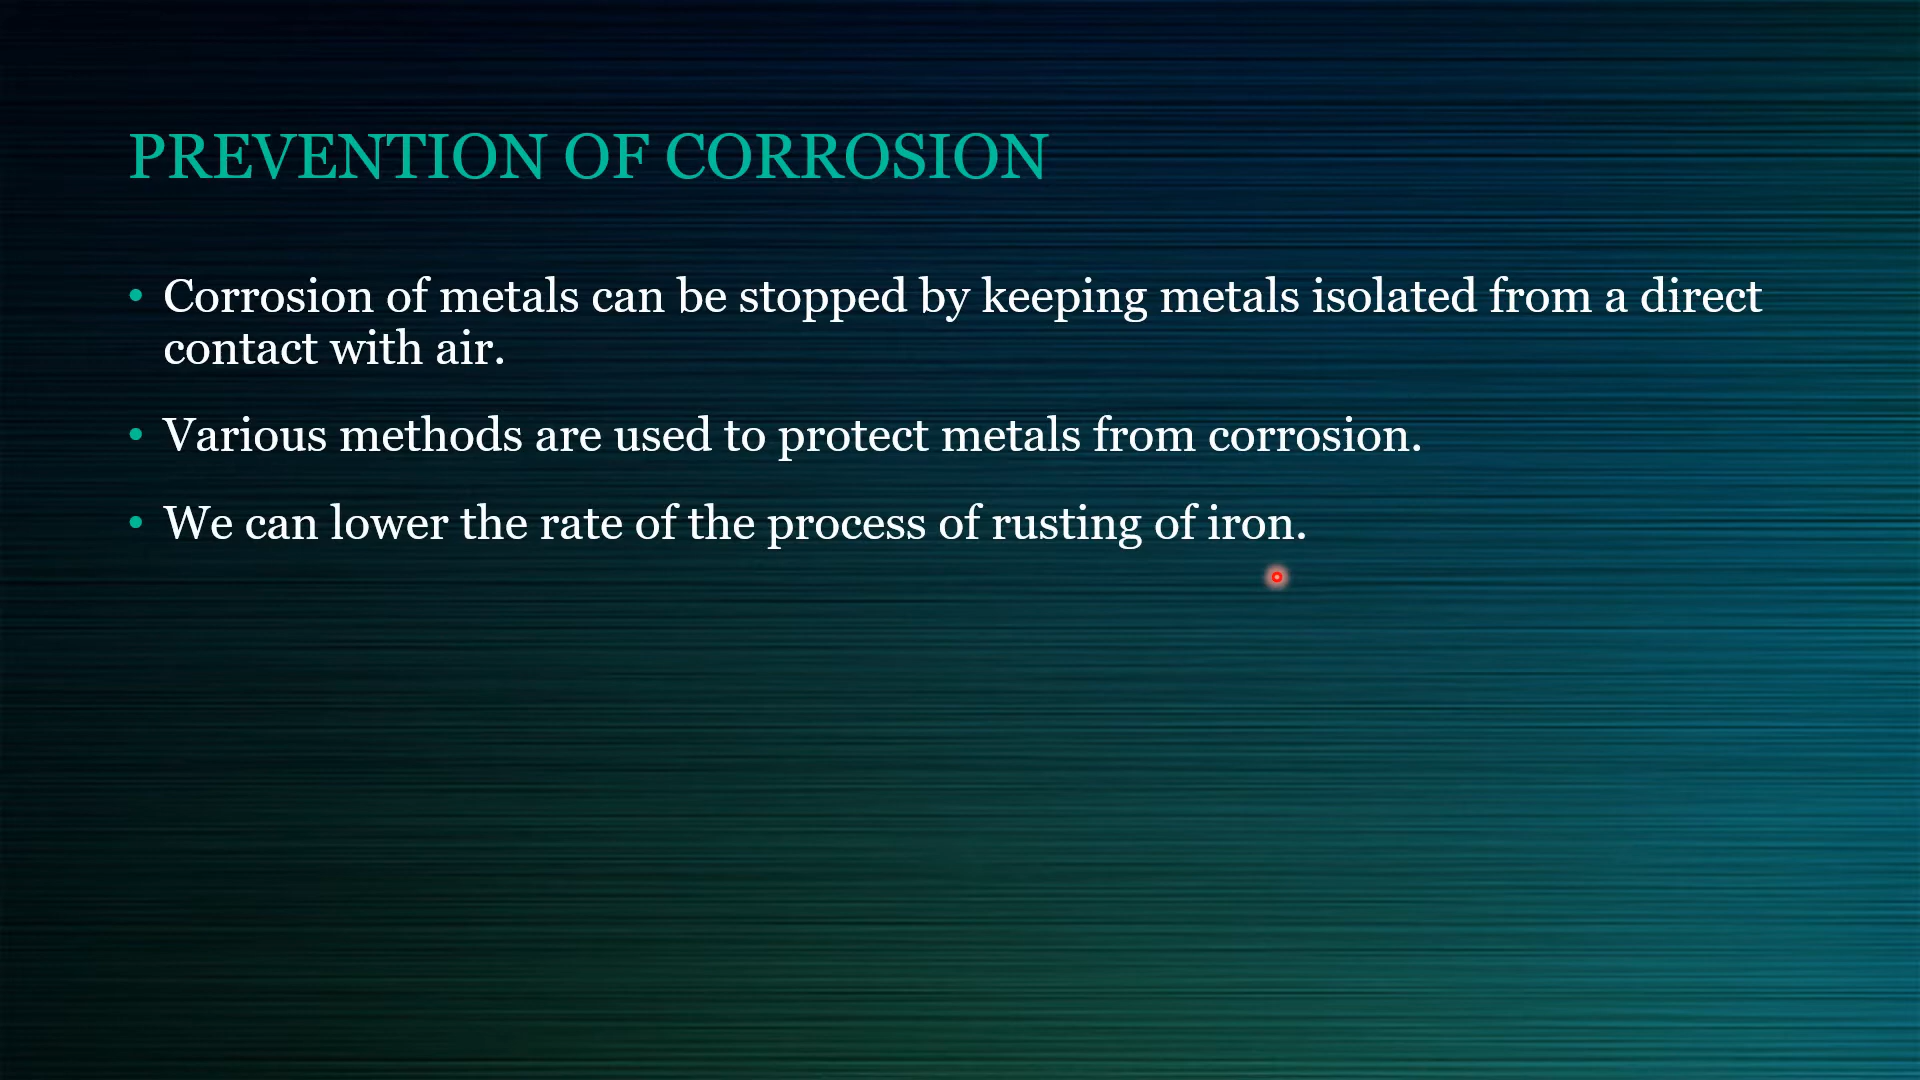 PREVENTION OF CORROSION
• Corrosion of metals can be stopped by keeping metals isolated from a direct
contact with air.
• Various methods are used to protect metals from corrosion.
• We can lower the rate of the process of rusting of iron.